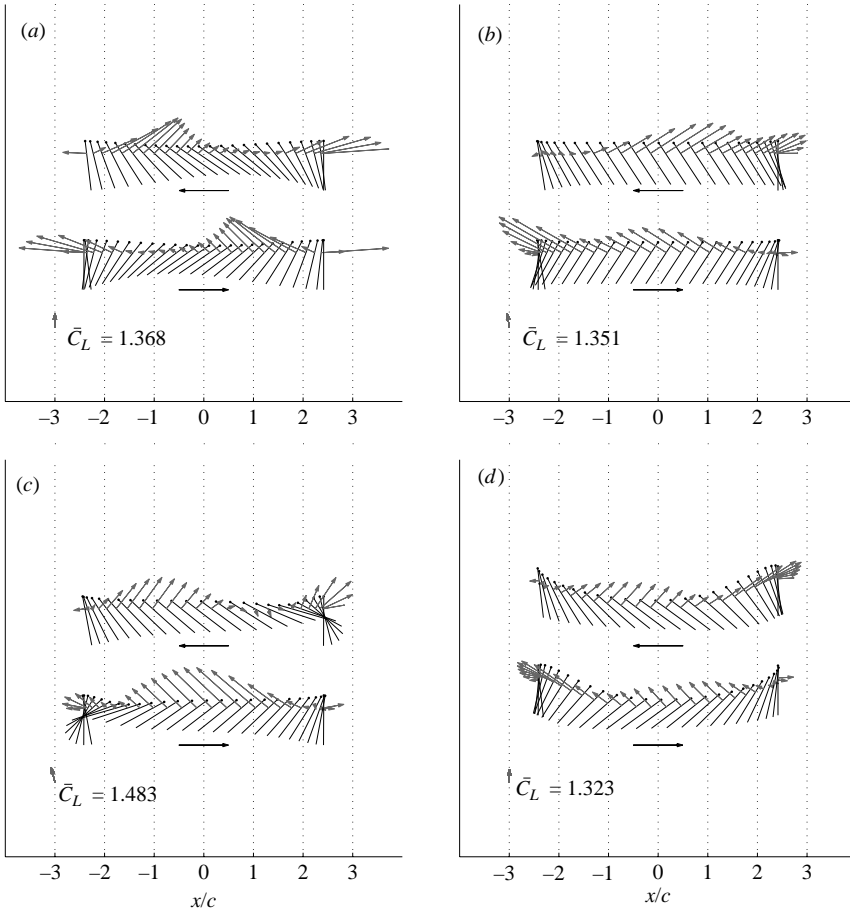 (a)
C̄_L = 1.368
–3 –2 –1 0 1 2 3
(b)
C̄_L = 1.351
–3 –2 –1 0 1 2 3
(c)
C̄_L = 1.483
–3 –2 –1 0 1 2 3
x/c
(d)
C̄_L = 1.323
–3 –2 –1 0 1 2 3
x/c